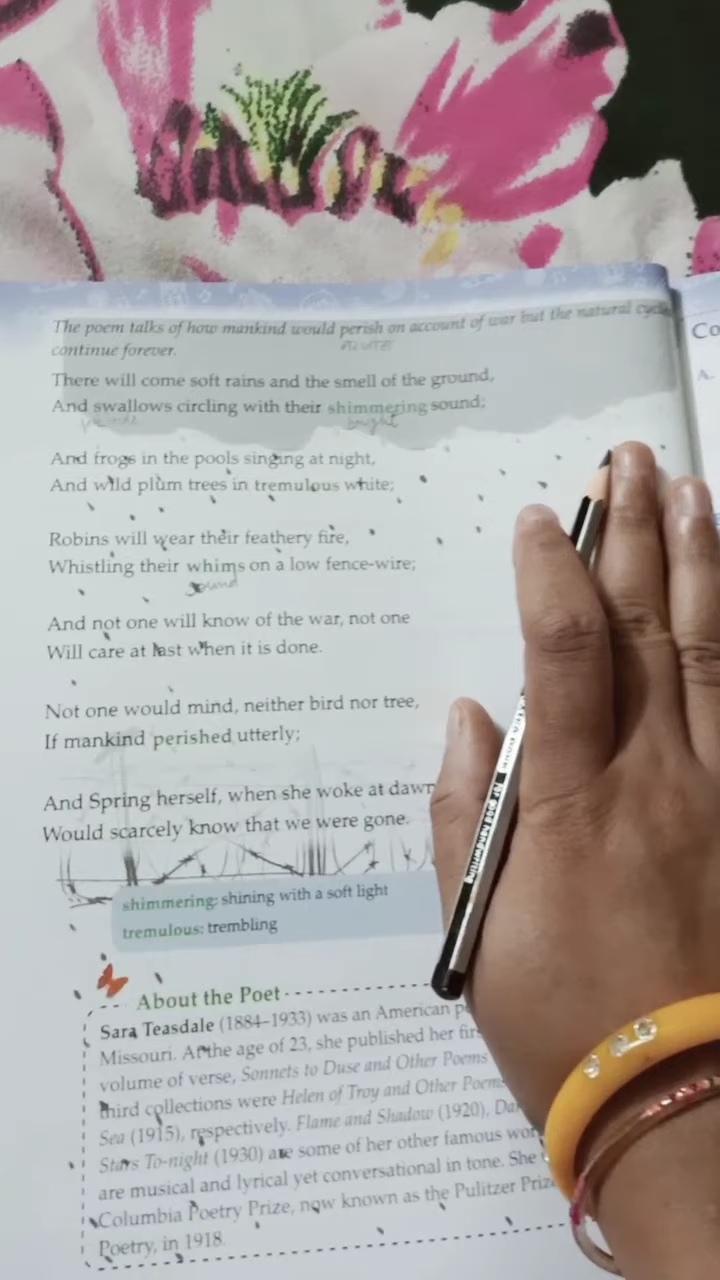 The poem talks of how mankind would perish on account of war but the natural cycle
continue forever.
There will come soft rains and the smell of the ground,
And swallows circling with their shimmering sound;
bright
And frogs in the pools singing at night,
And wild plum trees in tremulous white;
Robins will wear their feathery fire,
Whistling their whims on a low fence-wire;
sound
And not one will know of the war, not one
Will care at last when it is done.
Not one would mind, neither bird nor tree,
If mankind perished utterly;
And Spring herself, when she woke at dawn
Would scarcely know that we were gone.
shimmering: shining with a soft light
tremulous: trembling
About the Poet
Sara Teasdale (1884–1933) was an American
Missouri. At the age of 23, she published her
volume of verse, Sonnets to Duse and Other Poems
third collections were Helen of Troy and Other Poems
Sea (1915), respectively. Flame and Shadow (1920),
Stars To-night (1930) are some of her other famous
are musical and lyrical yet conversational in tone. She
Columbia Poetry Prize, now known as the Pulitzer Prize
Poetry, in 1918.
Co
A.